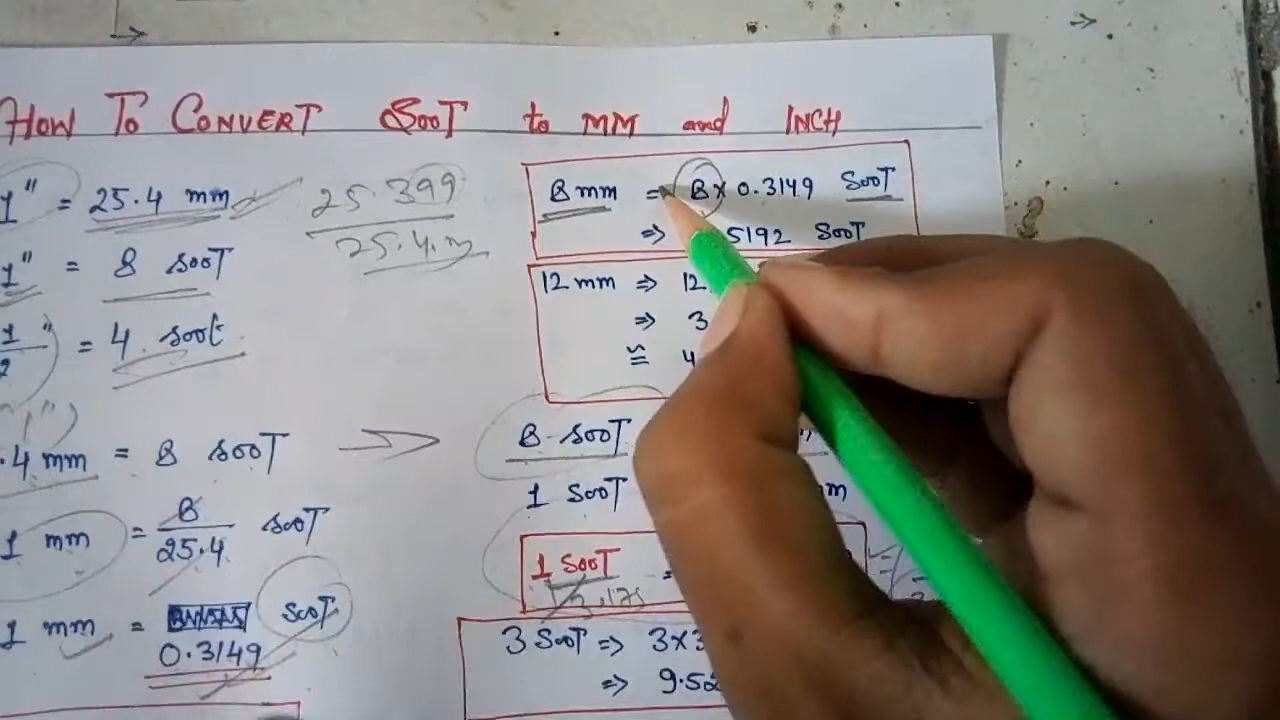 HOW TO CONVERT SOOT to MM and INCH
1" = 25.4 mm
25.399
25.4.m
1" = 8 SOOT
1"
2 = 4 soot
.4 mm = 8 SOOT
1 mm = 8
25.4 SOOT
1 mm = SOOT
0.3149
8 mm = 8 x 0.3149 SOOT
⇒ 5192 SOOT
12 mm ⇒ 12
⇒ 3
≅ 4
8 SOOT
1 SOOT m
1 SOOT =
3 SOOT ⇒ 3x3
⇒ 9.52